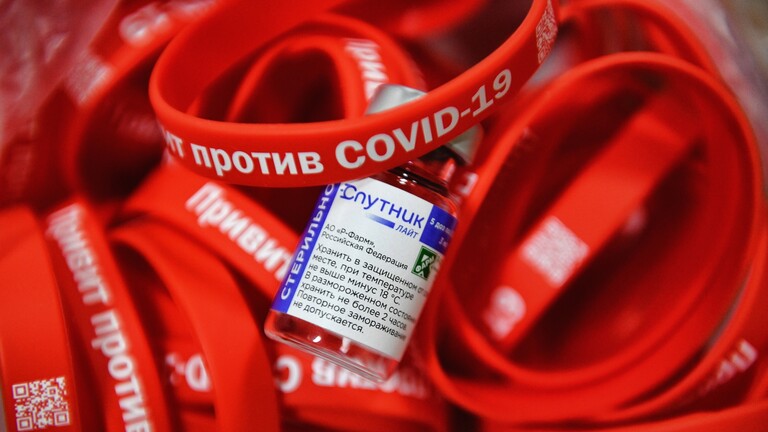 Привит против COVID-19
СТЕРИЛЬНО
СПУТНИК
ЛАЙТ
АО «Р-Фарм»,
Российская Федерация
Хранить в защищенном от
месте, при температуре
не выше минус 18 °С.
В размороженном состоянии
хранить не более 2 часов
Повторное замораживание
не допускается.
Привит
Привит против